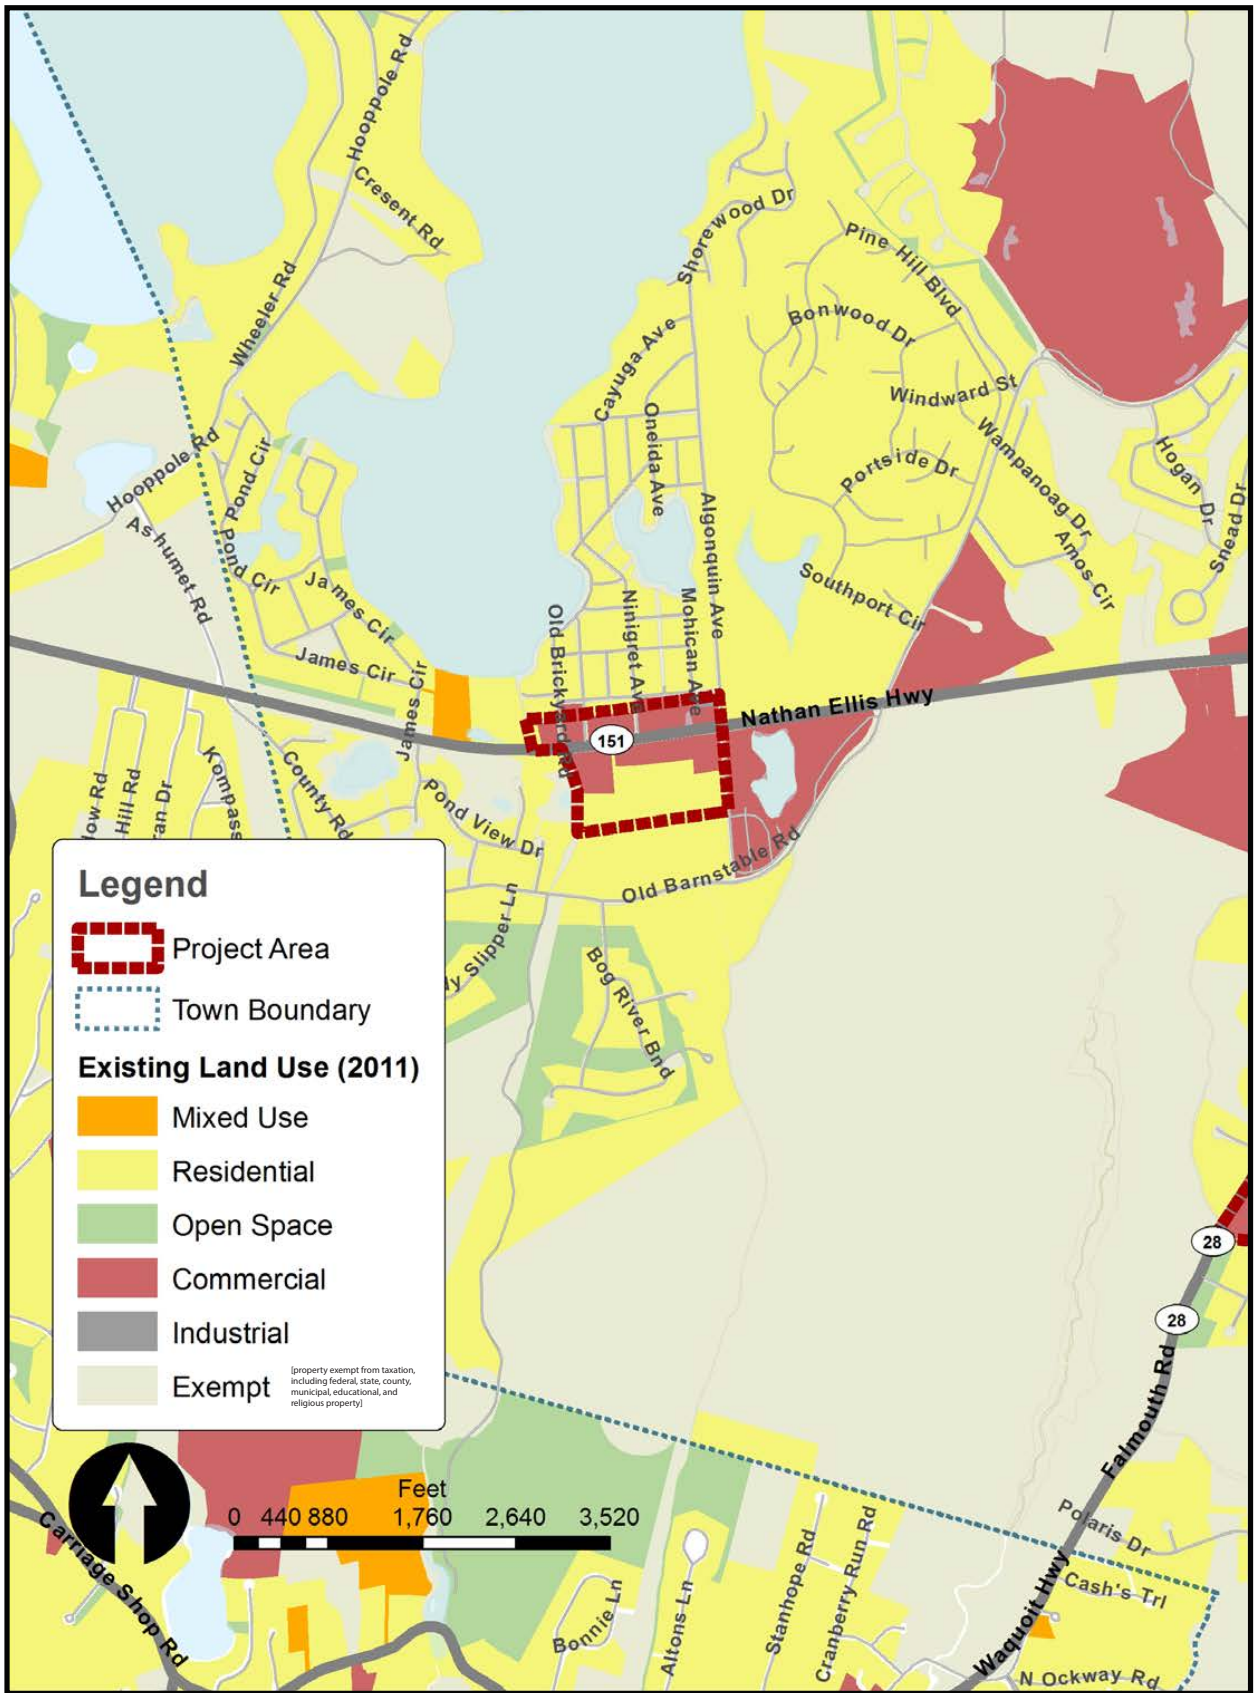 Hooppole Rd
Cresent Rd
Shorewood Dr
Pine Hill Blvd
Wheeler Rd
Bonwood Dr
Cayuga Ave
Windward St
Oneida Ave
Wampanoag Dr
Hooppole Rd
Pond Cir
Portside Dr
Hogan Dr
Snead Dr
Ashumet Rd
Algonquin Ave
Pond Cir
James Cir
Amos Cir
Southport Cir
Old Brickyard Rd
Ninigret Ave
Mohican Ave
James Cir
James Cir
Nathan Ellis Hwy
151
low Rd
Hill Rd
ran Dr
Kompass
County Rd
Pond View Dr
Old Barnstable Rd
dy Slipper Ln
Bog River Bnd
Legend
Project Area
Town Boundary
Existing Land Use (2011)
Mixed Use
Residential
Open Space
Commercial
Industrial
Exempt
[property exempt from taxation,
including federal, state, county,
municipal, educational, and
religious property]
28
28
Falmouth Rd
Feet
0 440 880 1,760 2,640 3,520
Carriage Shop Rd
Polaris Dr
Cash's Trl
Waquoit Hwy
Bonnie Ln
Altons Ln
Stanhope Rd
Cranberry Run Rd
N Ockway Rd